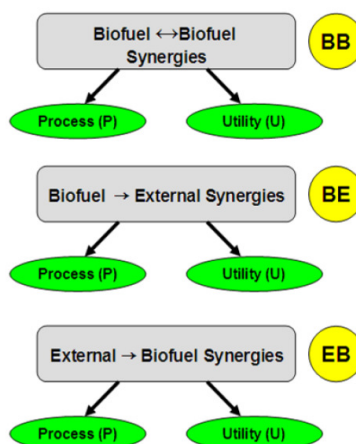 Biofuel ↔Biofuel
Synergies
BB
Process (P)
Utility (U)
Biofuel → External Synergies
BE
Process (P)
Utility (U)
External → Biofuel Synergies
EB
Process (P)
Utility (U)